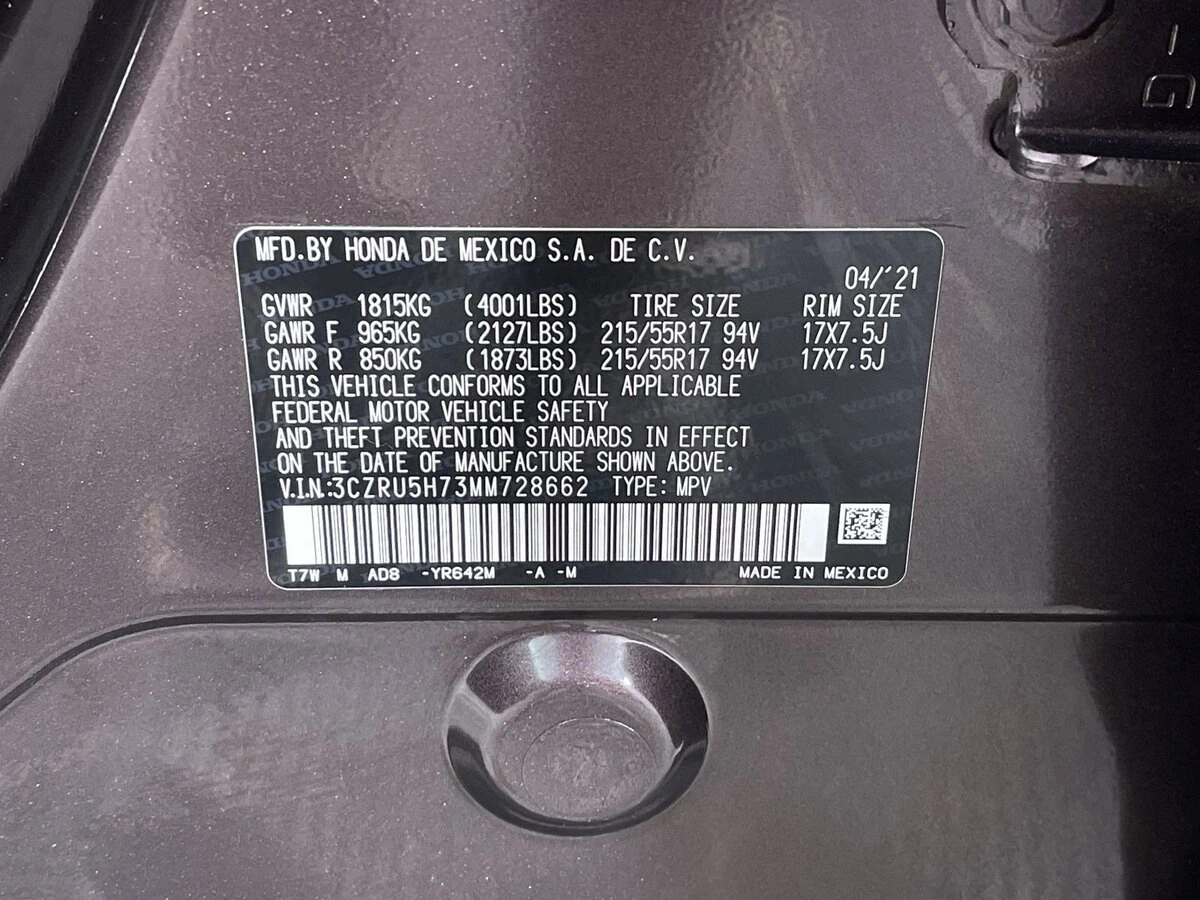 MFD.BY HONDA DE MEXICO S.A. DE C.V.
04/'21
GVWR 1815KG (4001LBS) TIRE SIZE RIM SIZE
GAWR F 965KG (2127LBS) 215/55R17 94V 17X7.5J
GAWR R 850KG (1873LBS) 215/55R17 94V 17X7.5J
THIS VEHICLE CONFORMS TO ALL APPLICABLE
FEDERAL MOTOR VEHICLE SAFETY
AND THEFT PREVENTION STANDARDS IN EFFECT
ON THE DATE OF MANUFACTURE SHOWN ABOVE.
V.I.N.:3CZRU5H73MM728662 TYPE: MPV
T7W M AD8 -YR642M -A -M MADE IN MEXICO